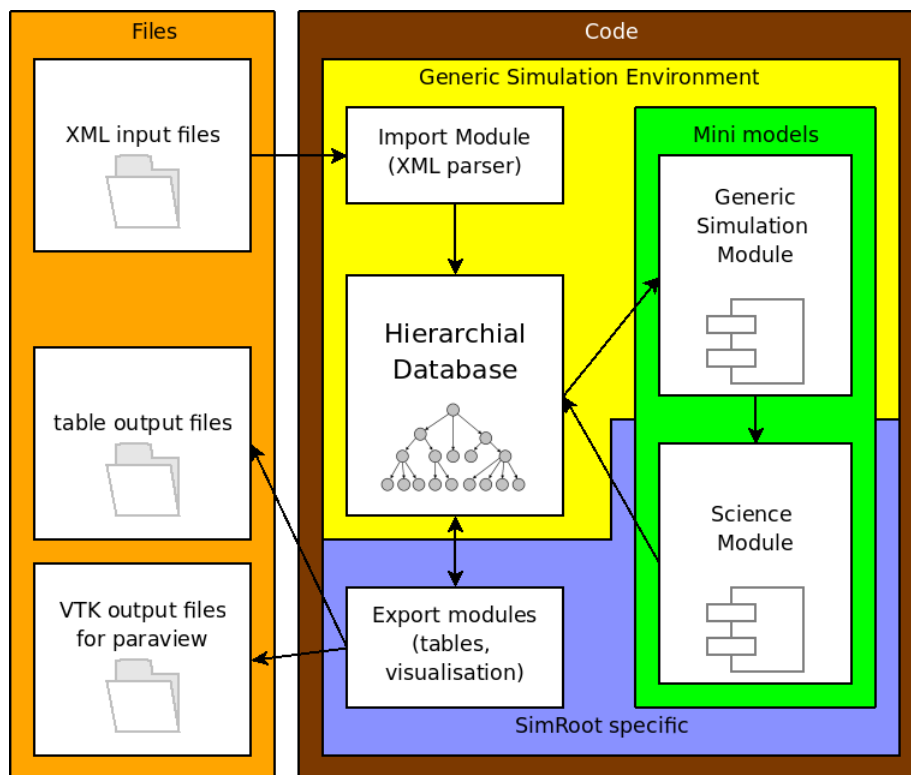 Files
XML input files
table output files
VTK output files
for paraview
Code
Generic Simulation Environment
Import Module
(XML parser)
Hierarchial
Database
Export modules
(tables,
visualisation)
Mini models
Generic
Simulation
Module
Science
Module
SimRoot specific